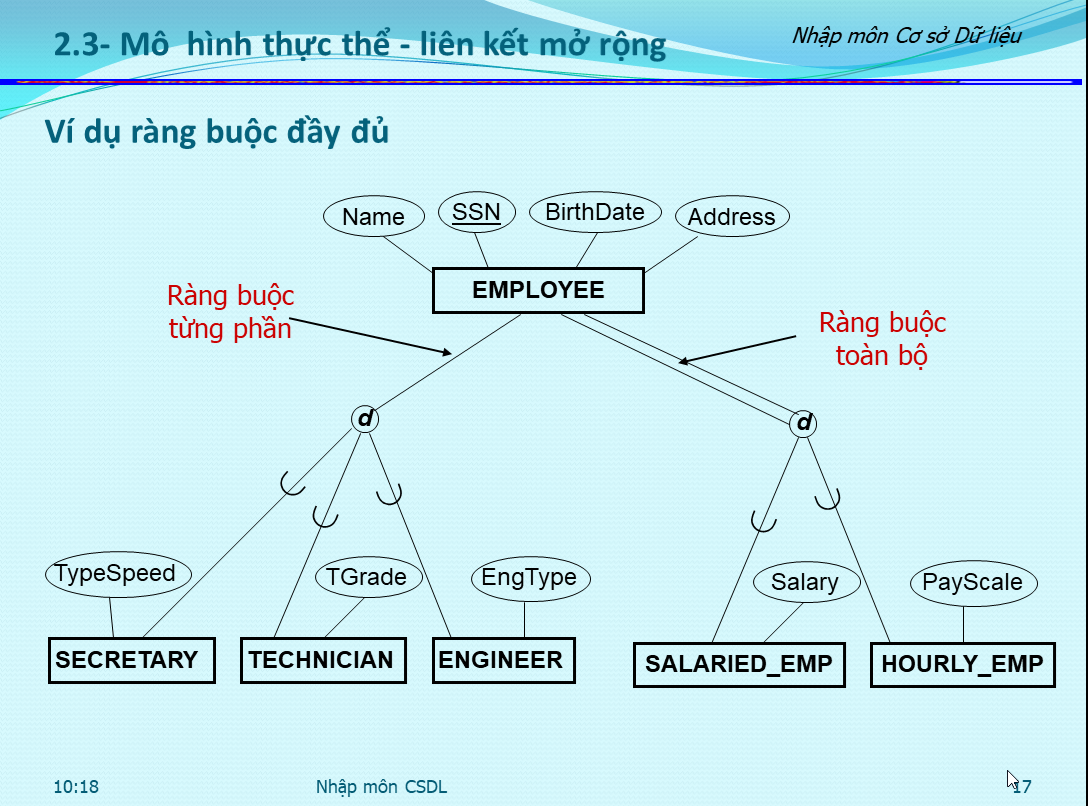 2.3- Mô hình thực thể - liên kết mở rộng
Nhập môn Cơ sở Dữ liệu
Ví dụ ràng buộc đầy đủ
Name
SSN
BirthDate
Address
EMPLOYEE
Ràng buộc
từng phần
Ràng buộc
toàn bộ
d
d
TypeSpeed
TGrade
EngType
Salary
PayScale
SECRETARY
TECHNICIAN
ENGINEER
SALARIED_EMP
HOURLY_EMP
10:18
Nhập môn CSDL
17